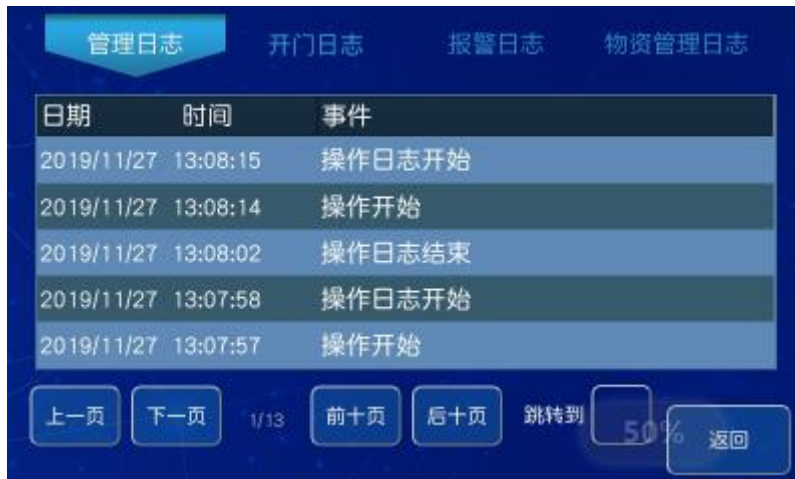 管理日志 开门日志 报警日志 物资管理日志
日期 时间 事件
2019/11/27 13:08:15 操作日志开始
2019/11/27 13:08:14 操作开始
2019/11/27 13:08:02 操作日志结束
2019/11/27 13:07:58 操作日志开始
2019/11/27 13:07:57 操作开始
上一页 下一页 1/13 前十页 后十页 跳转到 50% 返回